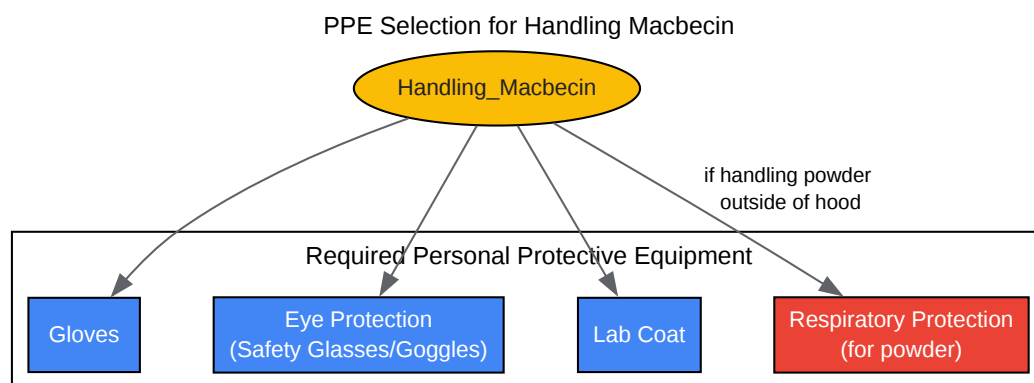 PPE Selection for Handling Macbecin
Handling_Macbecin
if handling powder
outside of hood
Required Personal Protective Equipment
Gloves
Eye Protection
(Safety Glasses/Goggles)
Lab Coat
Respiratory Protection
(for powder)